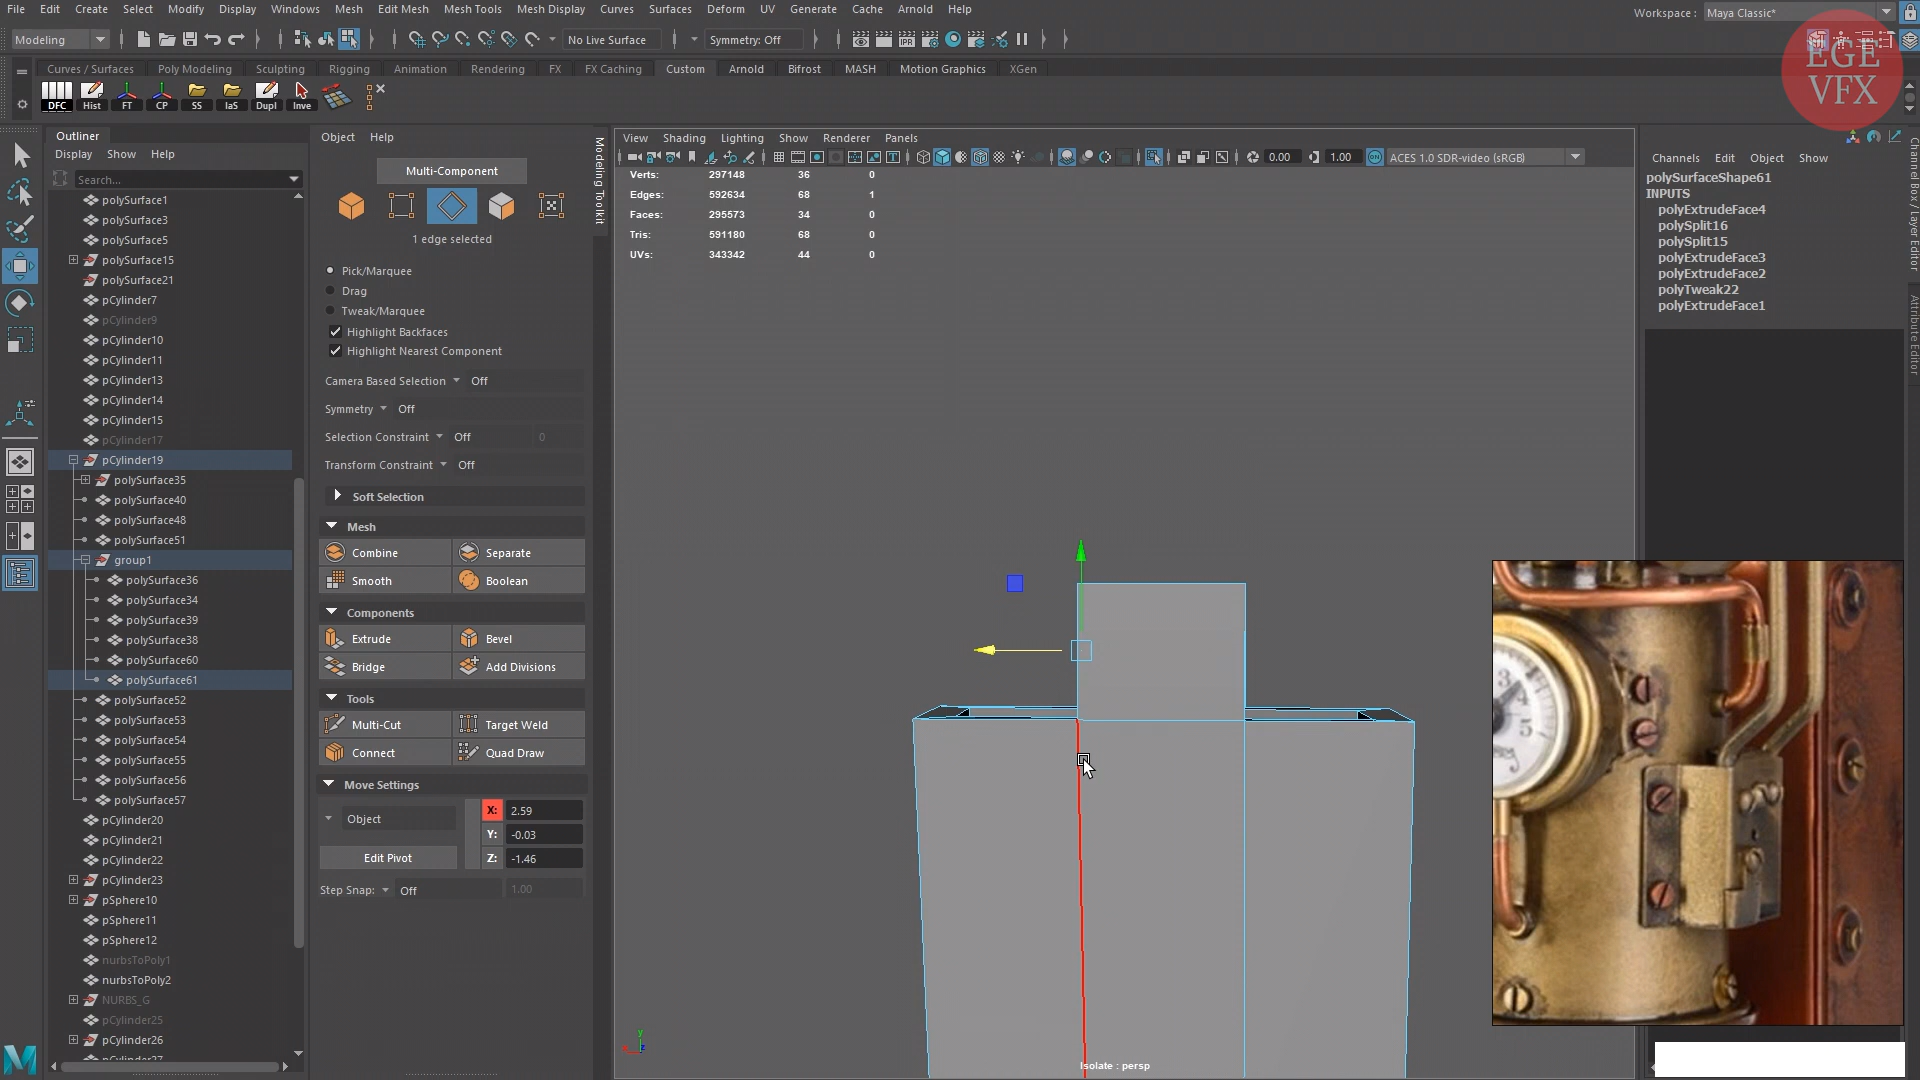 File Edit Create Select Modify Display Windows Mesh Edit Mesh Mesh Tools Mesh Display Curves Surfaces Deform UV Generate Cache Arnold Help
Workspace : Maya Classic*
Modeling No Live Surface Symmetry: Off
EGE
VFX
Curves / Surfaces Poly Modeling Sculpting Rigging Animation Rendering FX FX Caching Custom Arnold Bifrost MASH Motion Graphics XGen
DFC Hist FT CP SS IaS Dupl Inve
IPR
Outliner
Display Show Help
Search...
polySurface1
polySurface3
polySurface5
polySurface15
polySurface21
pCylinder7
pCylinder9
pCylinder10
pCylinder11
pCylinder13
pCylinder14
pCylinder15
pCylinder17
pCylinder19
polySurface35
polySurface40
polySurface48
polySurface51
group1
polySurface36
polySurface34
polySurface39
polySurface38
polySurface60
polySurface61
polySurface52
polySurface53
polySurface54
polySurface55
polySurface56
polySurface57
pCylinder20
pCylinder21
pCylinder22
pCylinder23
pSphere10
pSphere11
pSphere12
nurbsToPoly1
nurbsToPoly2
NURBS_G
pCylinder25
pCylinder26
pCylinder27
Object Help
Multi-Component
1 edge selected
Pick/Marquee
Drag
Tweak/Marquee
Highlight Backfaces
Highlight Nearest Component
Camera Based Selection Off
Symmetry Off
Selection Constraint Off 0
Transform Constraint Off
Soft Selection
Mesh
Combine Separate
Smooth Boolean
Components
Extrude Bevel
Bridge Add Divisions
Tools
Multi-Cut Target Weld
Connect Quad Draw
Move Settings
Object X: 2.59
Y: -0.03
Edit Pivot Z: -1.46
Step Snap: Off 1.00
Modeling Toolkit
View Shading Lighting Show Renderer Panels
0.00 1.00 ACES 1.0 SDR-video (sRGB)
Verts: 297148 36 0
Edges: 592634 68 1
Faces: 295573 34 0
Tris: 591180 68 0
UVs: 343342 44 0
y
Isolate : persp
Channels Edit Object Show
polySurfaceShape61
INPUTS
polyExtrudeFace4
polySplit16
polySplit15
polyExtrudeFace3
polyExtrudeFace2
polyTweak22
polyExtrudeFace1
Channel Box / Layer Editor
Attribute Editor